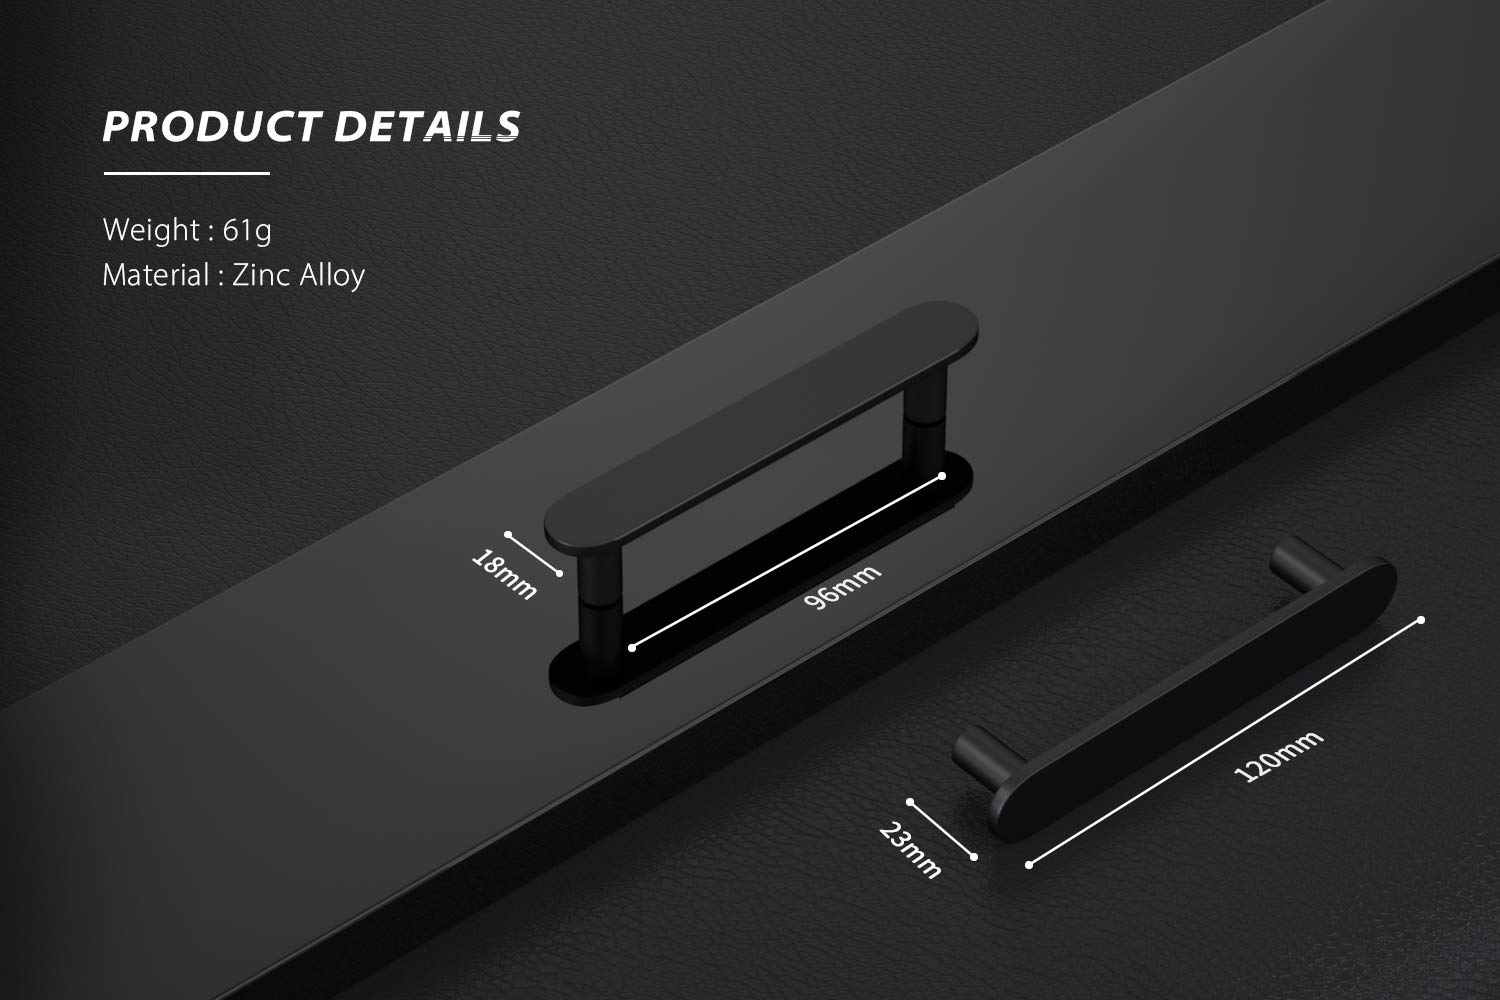 PRODUCT DETAILS
Weight : 61g
Material : Zinc Alloy
18mm
96mm
120mm
23mm